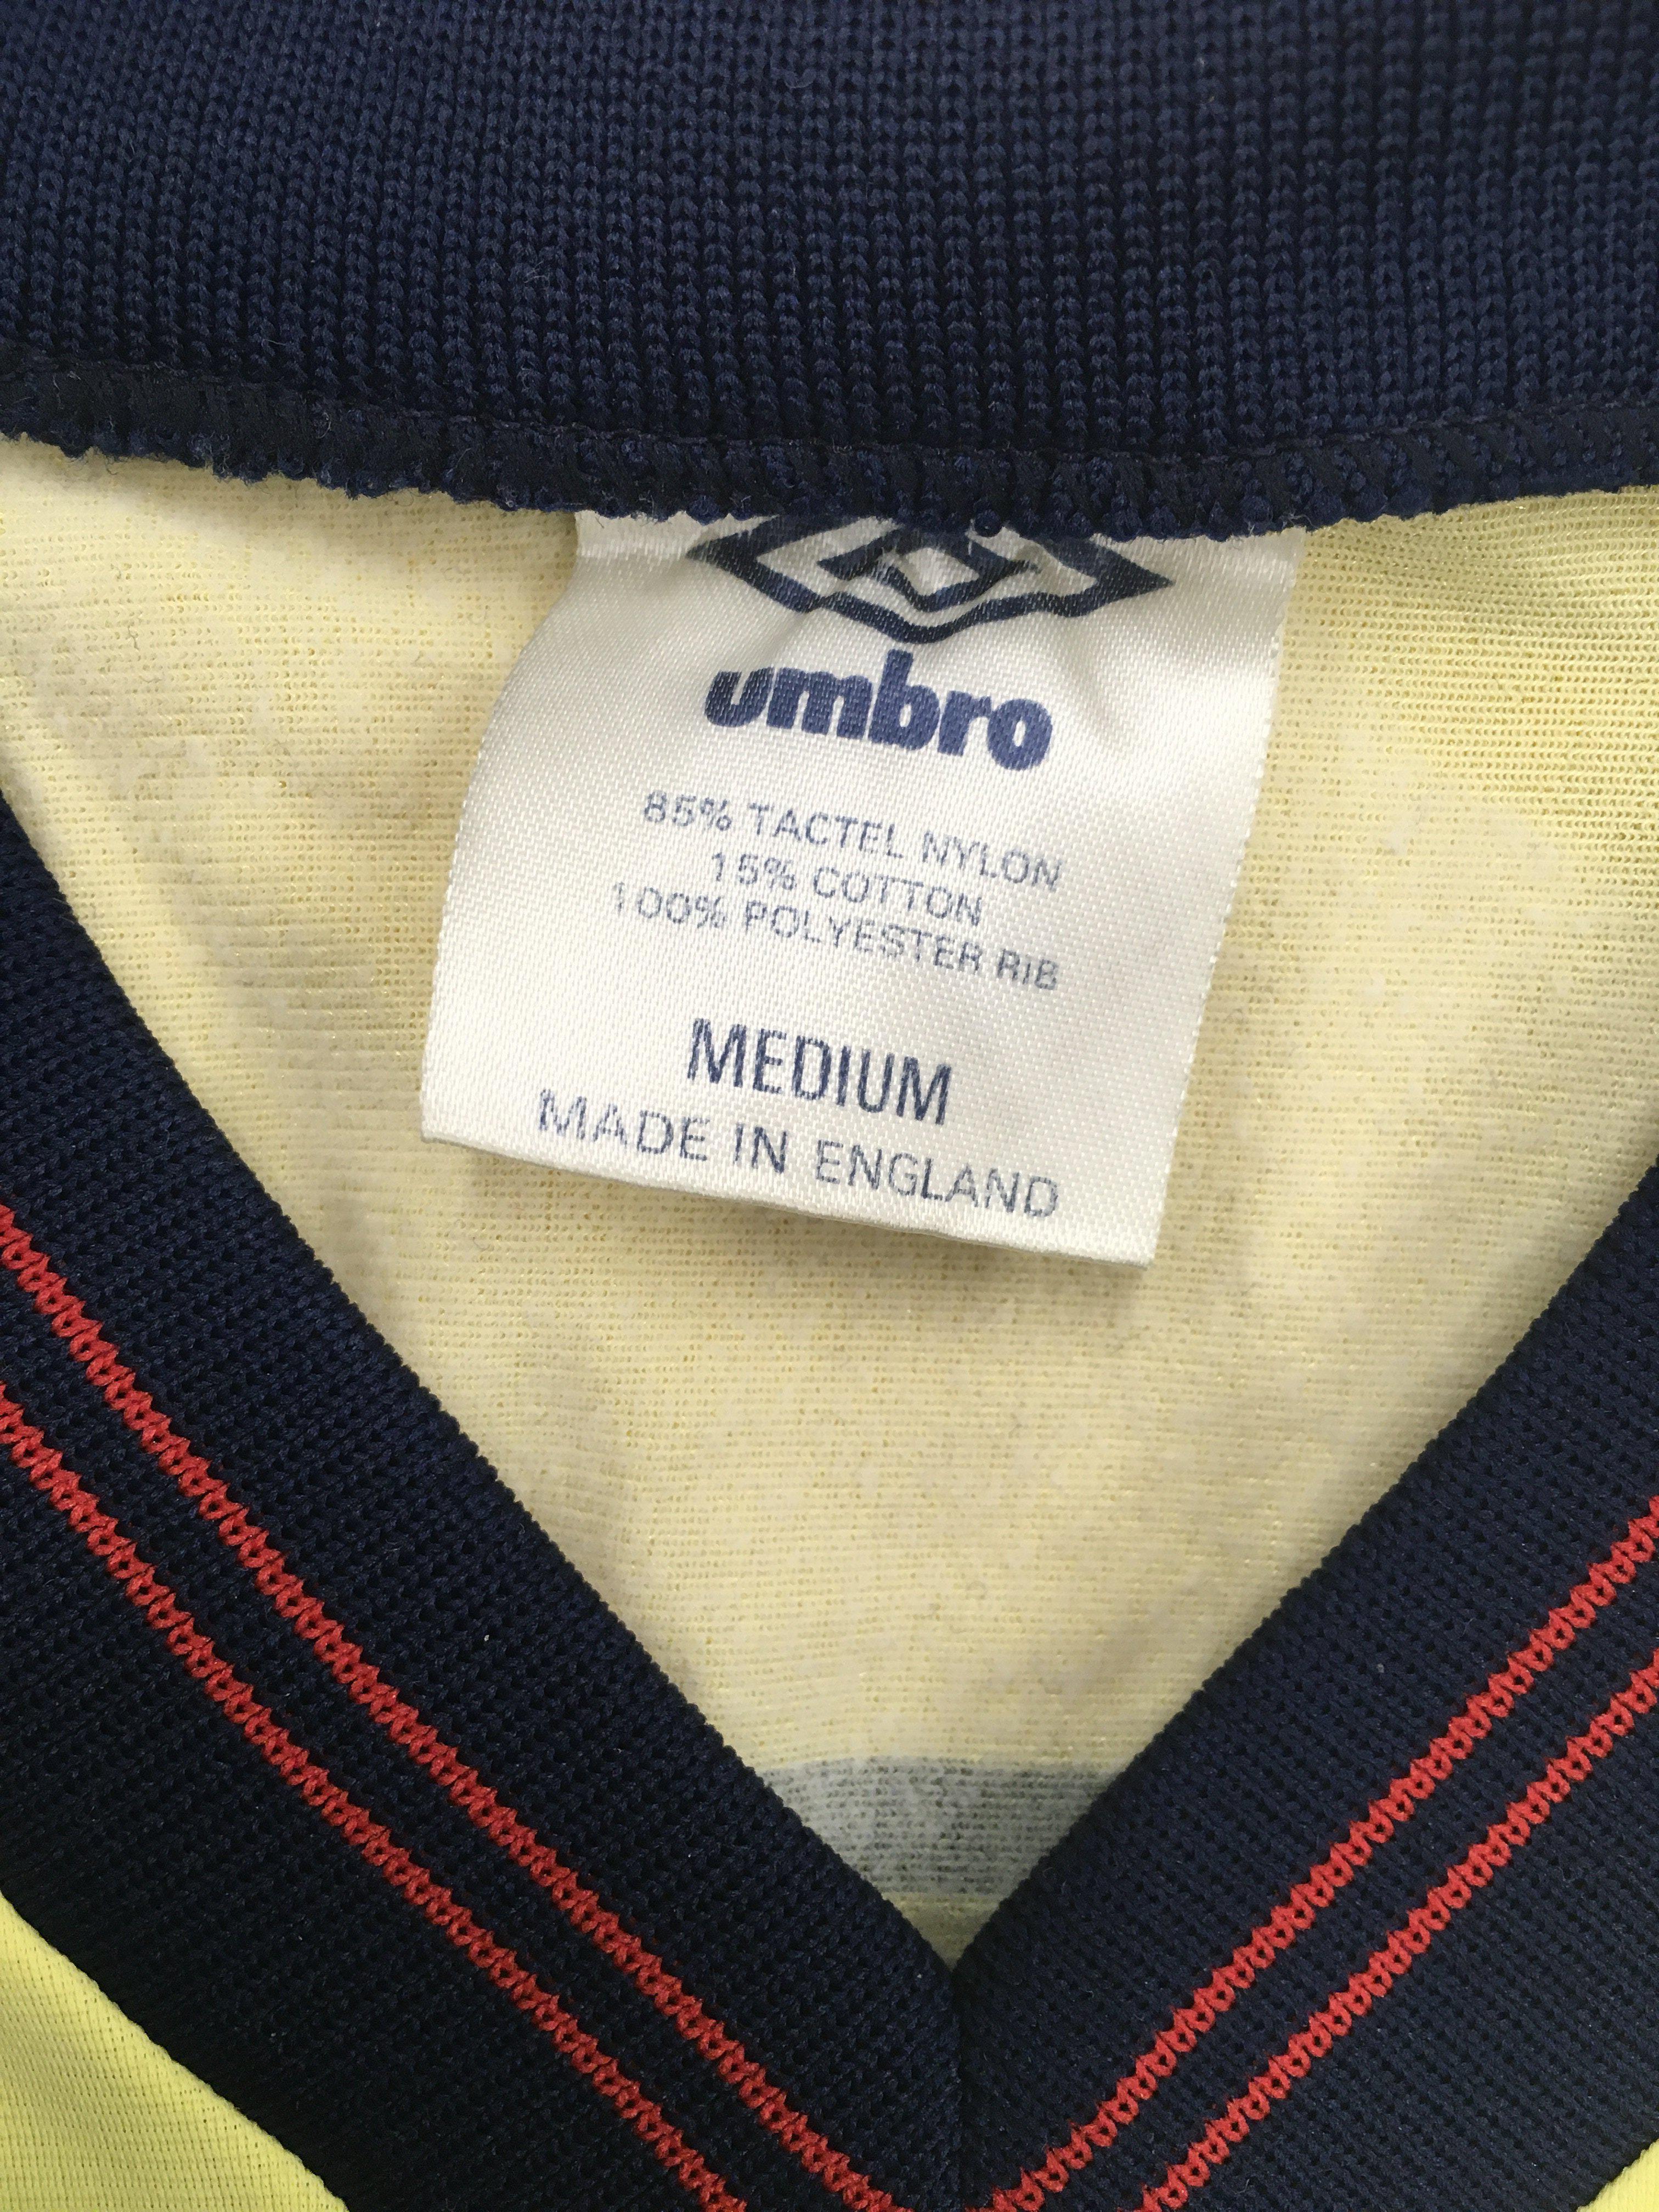 umbro
85% TACTEL NYLON
15% COTTON
100% POLYESTER RIB
MEDIUM
MADE IN ENGLAND